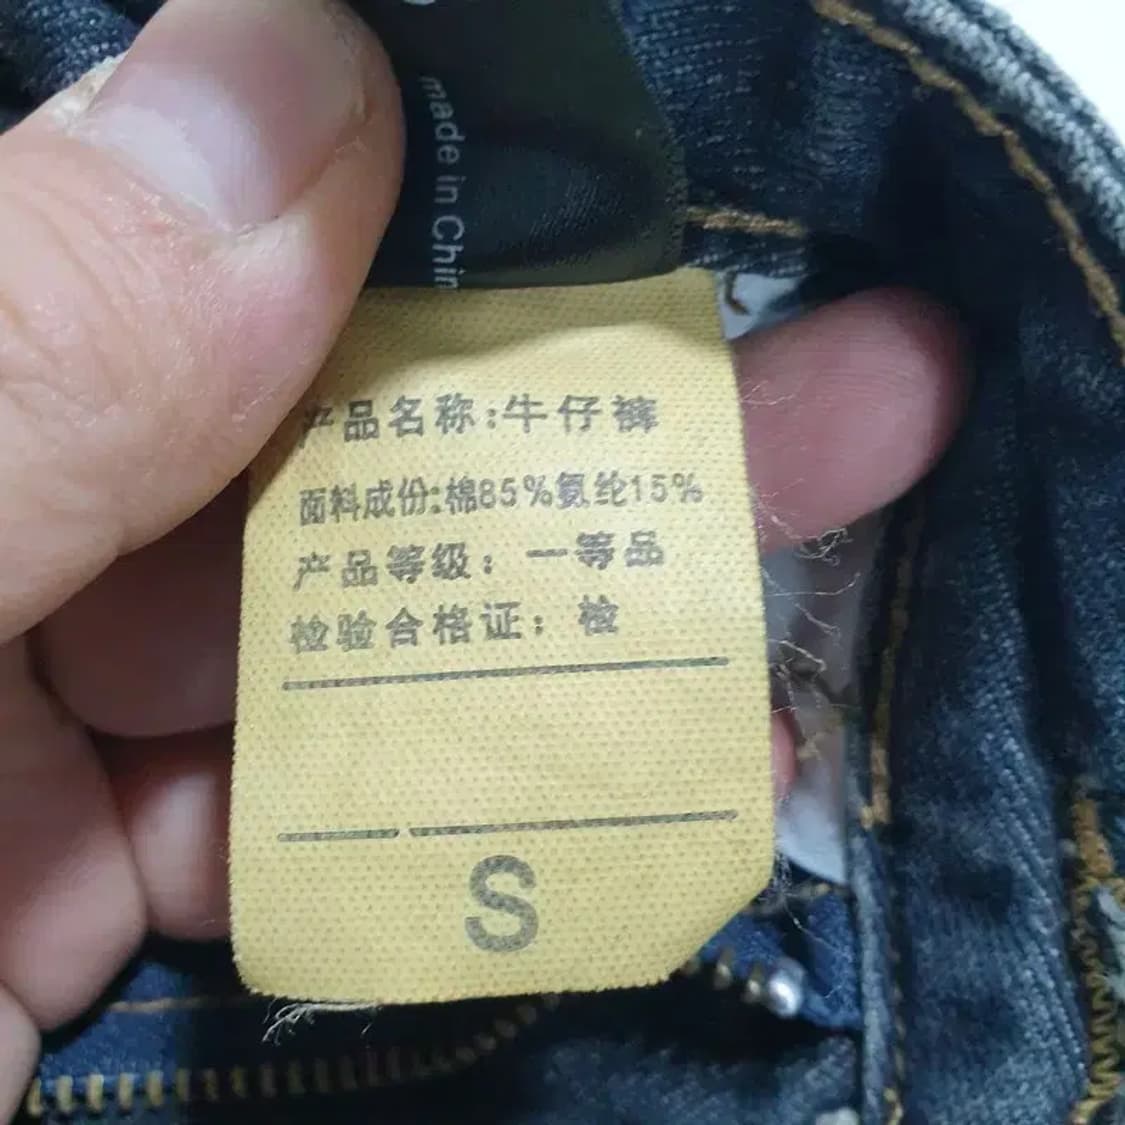 made in Chin
产品名称:牛仔裤
面料成份:棉85%氨纶15%
产品等级：一等品
检验合格证：检
S